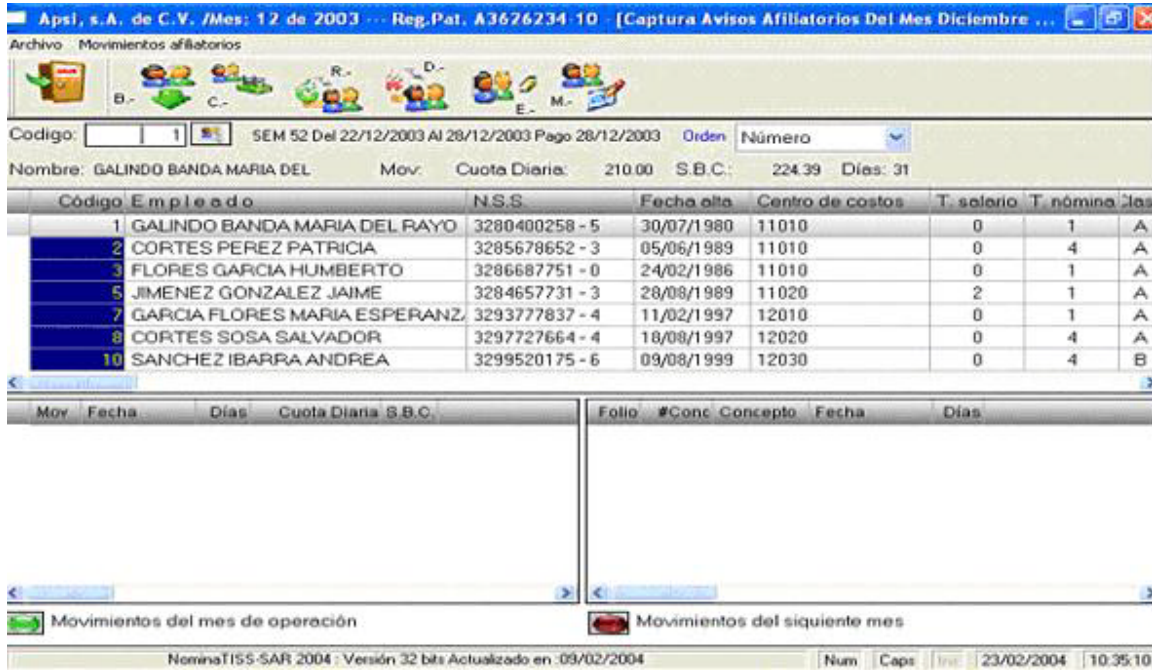 Apsi, s.A. de C.V. /Mes: 12 de 2003 --- Reg.Pat. A3676234-10 - [Captura Avisos Afiliatorios Del Mes Diciembre ...
Archivo Movimientos afiliatorios
B.- C.- R.- D.- E.- M.-
Codigo: 1 SEM 52 Del 22/12/2003 Al 28/12/2003 Pago 28/12/2003 Orden Número
Nombre: GALINDO BANDA MARIA DEL Mov: Cuota Diaria: 210.00 S.B.C.: 224.39 Días: 31
Código Empleado N.S.S. Fecha alta Centro de costos T. salario T. nómina Clas
1 GALINDO BANDA MARIA DEL RAYO 3280400258 - 5 30/07/1980 11010 0 1 A
2 CORTES PEREZ PATRICIA 3285678652 - 3 05/06/1989 11010 0 4 A
3 FLORES GARCIA HUMBERTO 3286687751 - 0 24/02/1986 11010 0 1 A
5 JIMENEZ GONZALEZ JAIME 3284657731 - 3 28/08/1989 11020 2 1 A
7 GARCIA FLORES MARIA ESPERANZA 3293777837 - 4 11/02/1997 12010 0 1 A
8 CORTES SOSA SALVADOR 3297727664 - 4 18/08/1997 12020 0 4 A
10 SANCHEZ IBARRA ANDREA 3299520175 - 6 09/08/1999 12030 0 4 B
Mov Fecha Días Cuota Diaria S.B.C. Folio #Conc Concepto Fecha Días
Movimientos del mes de operación Movimientos del siguiente mes
NominaTISS-SAR 2004 : Versión 32 bits Actualizado en :09/02/2004 Num Caps Ins 23/02/2004 10:35:10